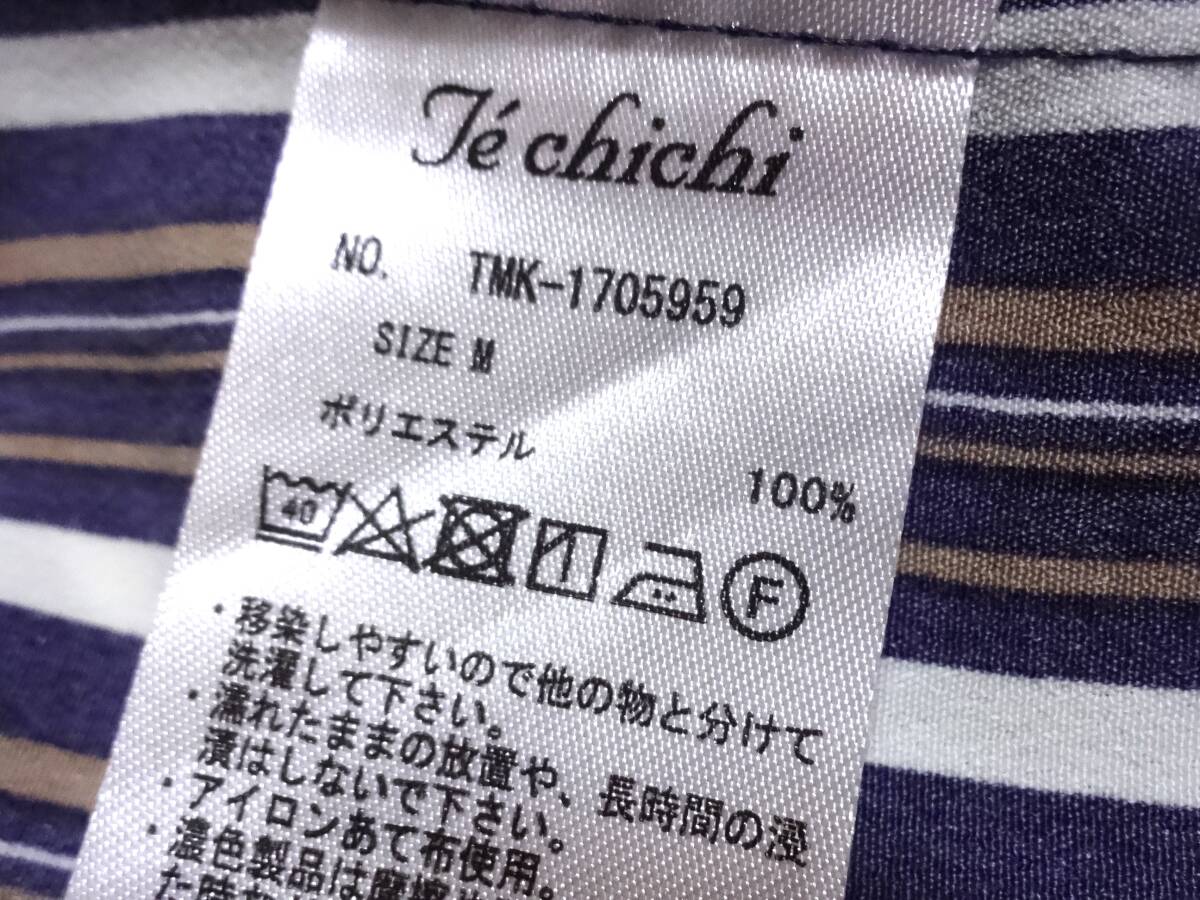 Té chichi
NO. TMK-1705959
SIZE M
ポリエステル
100%
40
F
・移染しやすいので他の物と分けて
洗濯して下さい。
・濡れたままの放置や、長時間の浸
漬はしないで下さい。
・アイロンあて布使用。
・濃色製品は摩擦
た時